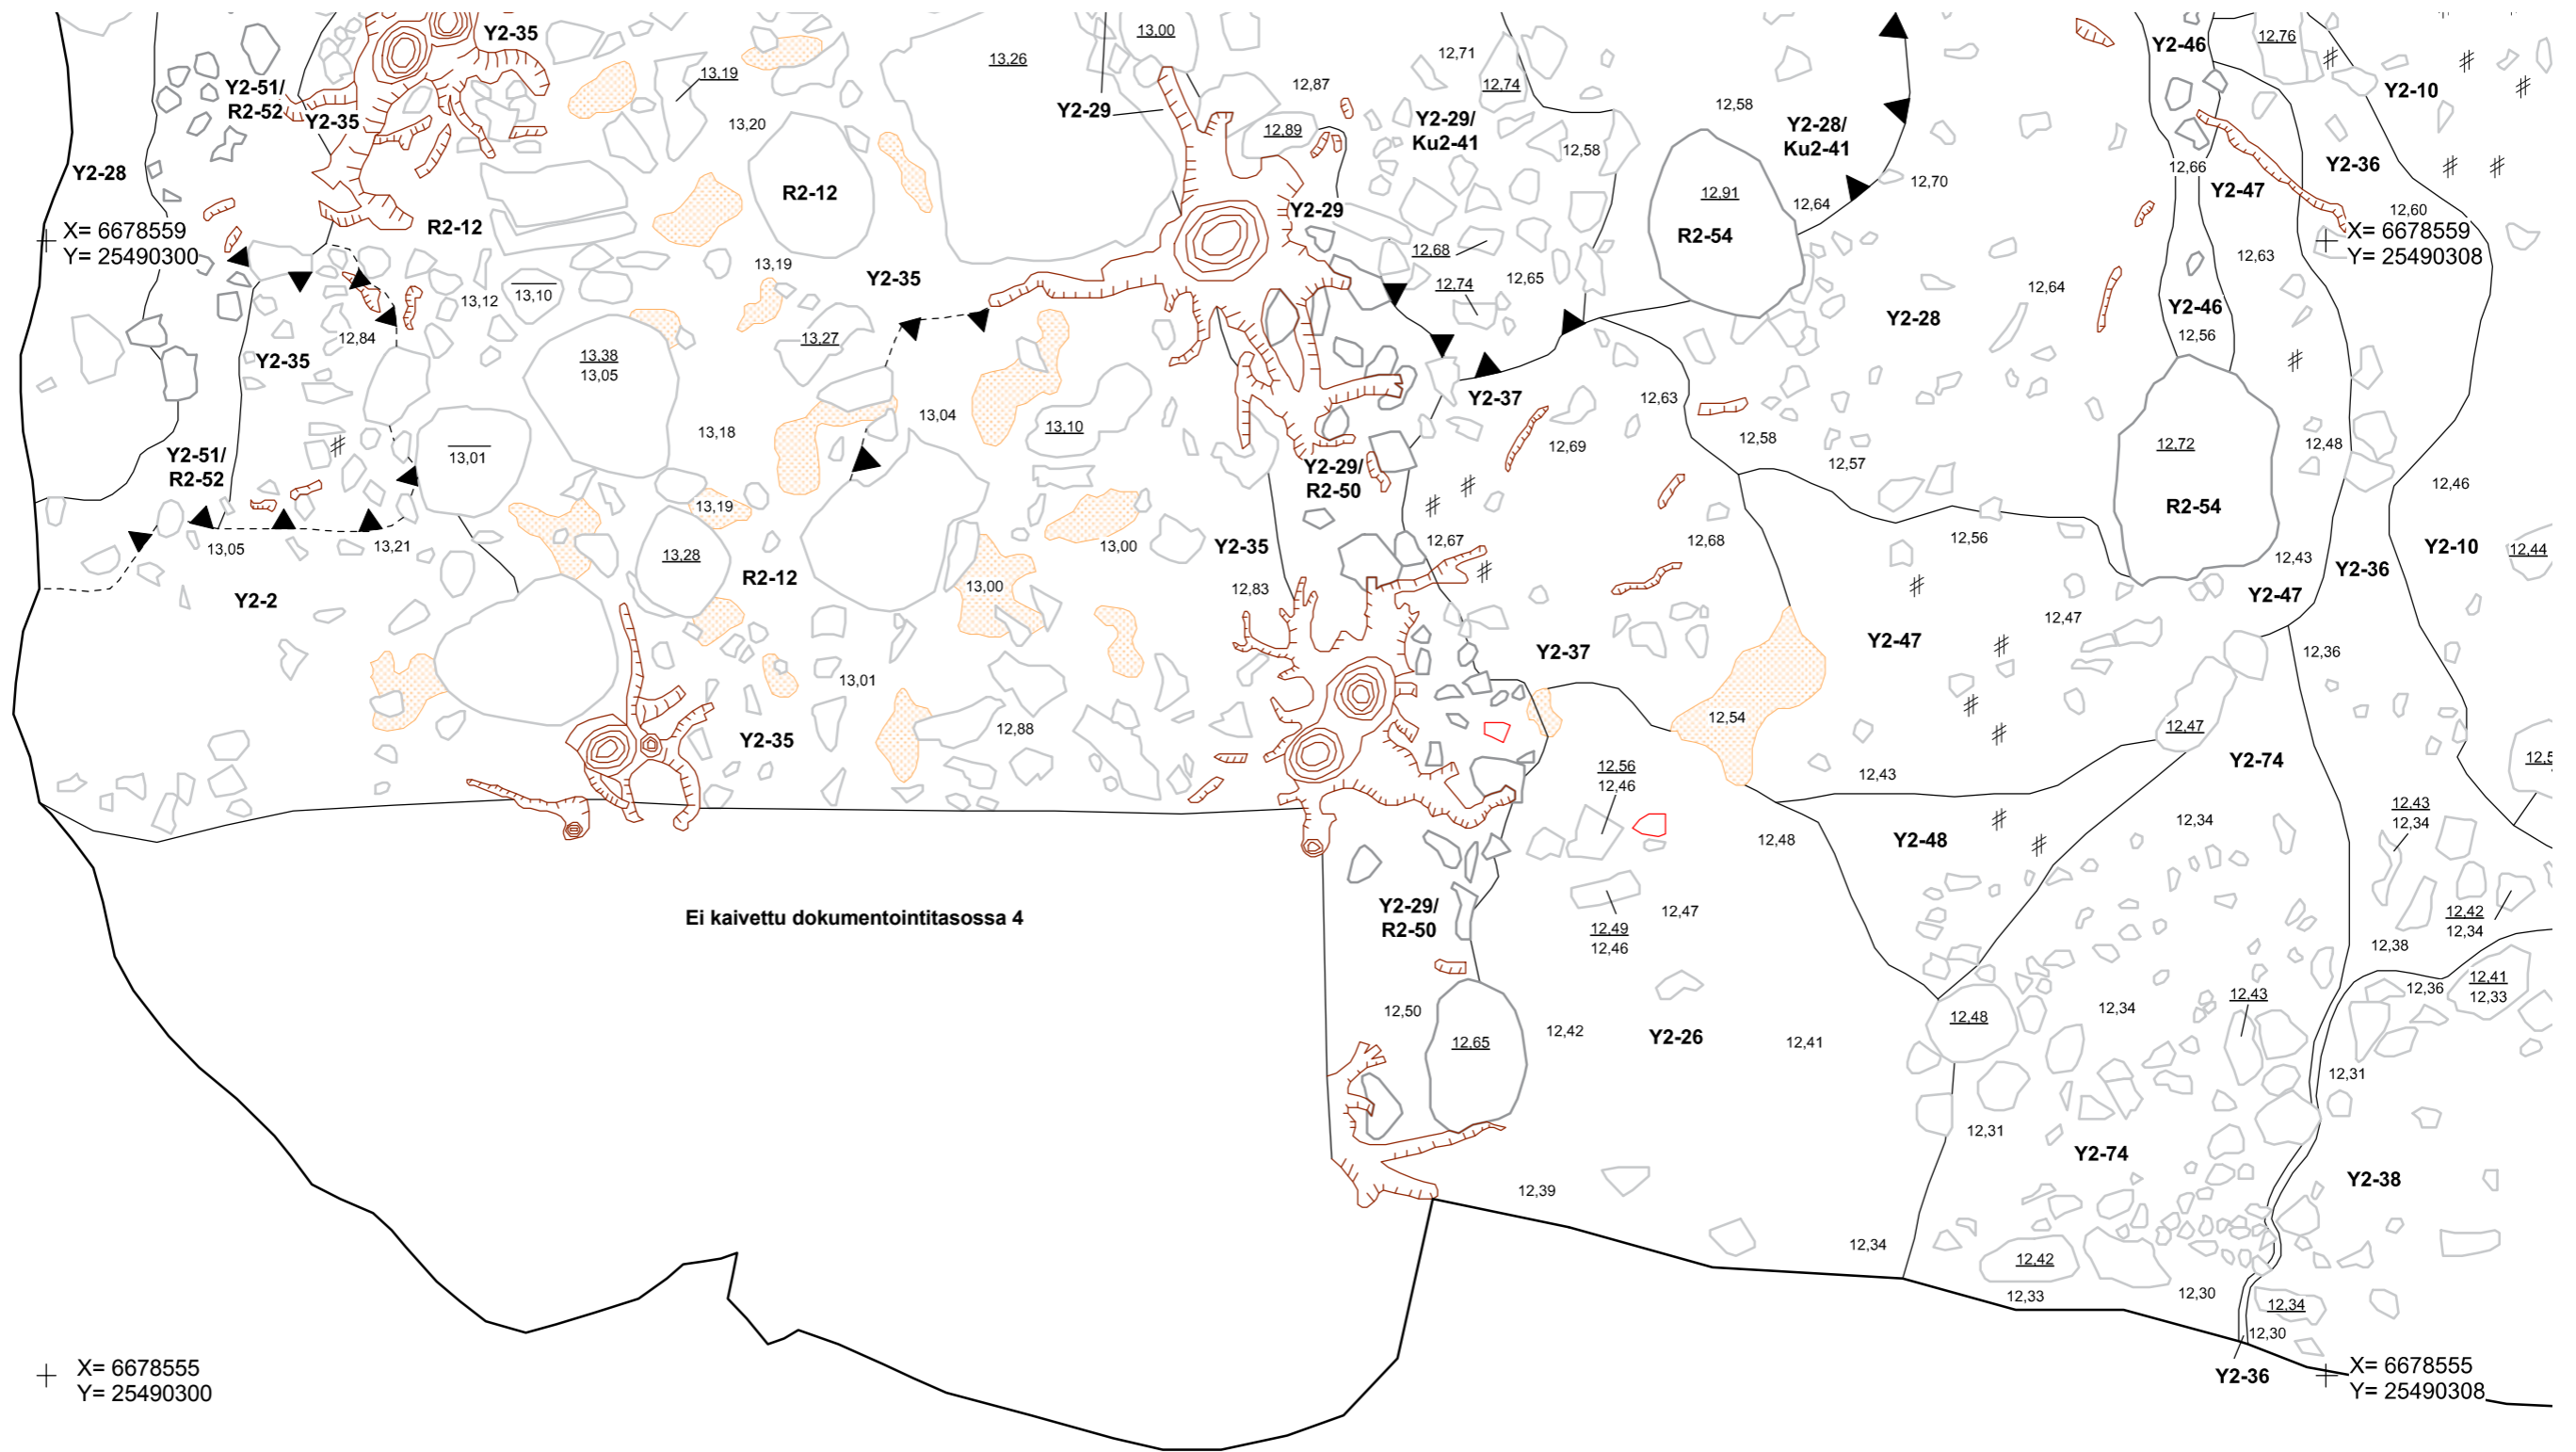 Y2-35
13,00
12,71
Y2-46
12,76
13,19
13,26
12,74
12,87
Y2-10
Y2-51/
R2-52
Y2-35
Y2-29
12,58
Y2-29/
Ku2-41
Y2-28/
Ku2-41
13,20
12,89
12,58
12,66
Y2-36
Y2-28
R2-12
12,91
12,70
Y2-47
12,64
Y2-29
12,60
R2-12
R2-54
X= 6678559
Y= 25490300
X= 6678559
Y= 25490308
12,68
12,63
13,19
Y2-35
12,65
12,74
12,64
13,12
13,10
Y2-46
Y2-28
12,84
13,27
12,56
Y2-35
13,38
13,05
Y2-37
12,63
13,04
13,10
13,18
12,69
12,58
12,72
12,48
13,01
Y2-51/
R2-52
12,57
Y2-29/
R2-50
12,46
13,19
R2-54
13,05
13,21
13,00
Y2-35
12,67
12,68
12,56
Y2-10
12,44
13,28
12,43
R2-12
Y2-36
13,00
12,83
Y2-2
Y2-47
12,47
Y2-47
Y2-37
12,36
13,01
12,54
12,88
12,47
Y2-35
Y2-74
12,5
12,56
12,46
12,43
12,43
12,34
12,34
12,48
Y2-48
Ei kaivettu dokumentointitasossa 4
Y2-29/
R2-50
12,47
12,42
12,34
12,49
12,46
12,38
12,41
12,33
12,36
12,43
12,50
12,34
12,48
12,42
Y2-26
12,65
12,41
12,31
12,31
Y2-74
Y2-38
12,39
12,34
12,42
12,33
12,30
12,34
12,30
X= 6678555
Y= 25490300
Y2-36
X= 6678555
Y= 25490308